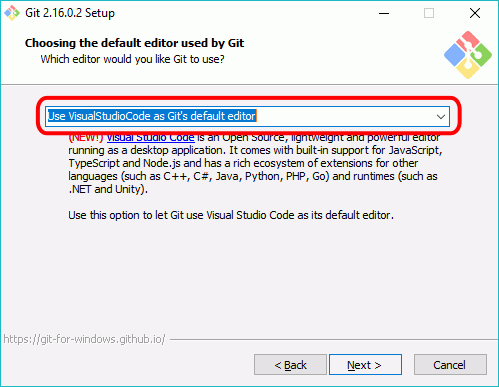 Git 2.16.0.2 Setup
Choosing the default editor used by Git
Which editor would you like Git to use?
Use VisualStudioCode as Git's default editor
(NEW!) Visual Studio Code is an Open Source, lightweight and powerful editor
running as a desktop application. It comes with built-in support for JavaScript,
TypeScript and Node.js and has a rich ecosystem of extensions for other
languages (such as C++, C#, Java, Python, PHP, Go) and runtimes (such as
.NET and Unity).
Use this option to let Git use Visual Studio Code as its default editor.
https://git-for-windows.github.io/
< Back
Next >
Cancel